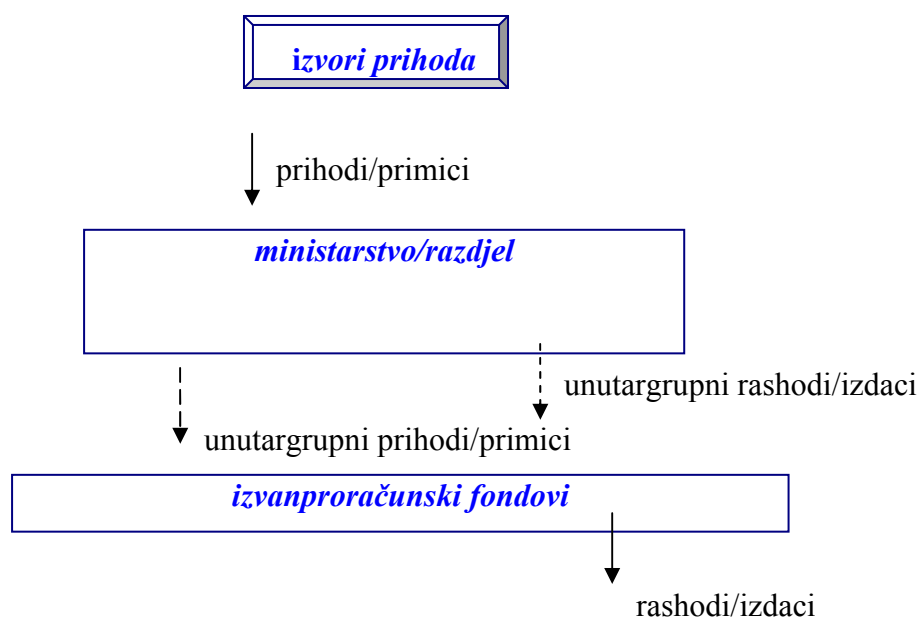 izvori prihoda
prihodi/primici
ministarstvo/razdjel
unutargrupni rashodi/izdaci
unutargrupni prihodi/primici
izvanproračunski fondovi
rashodi/izdaci